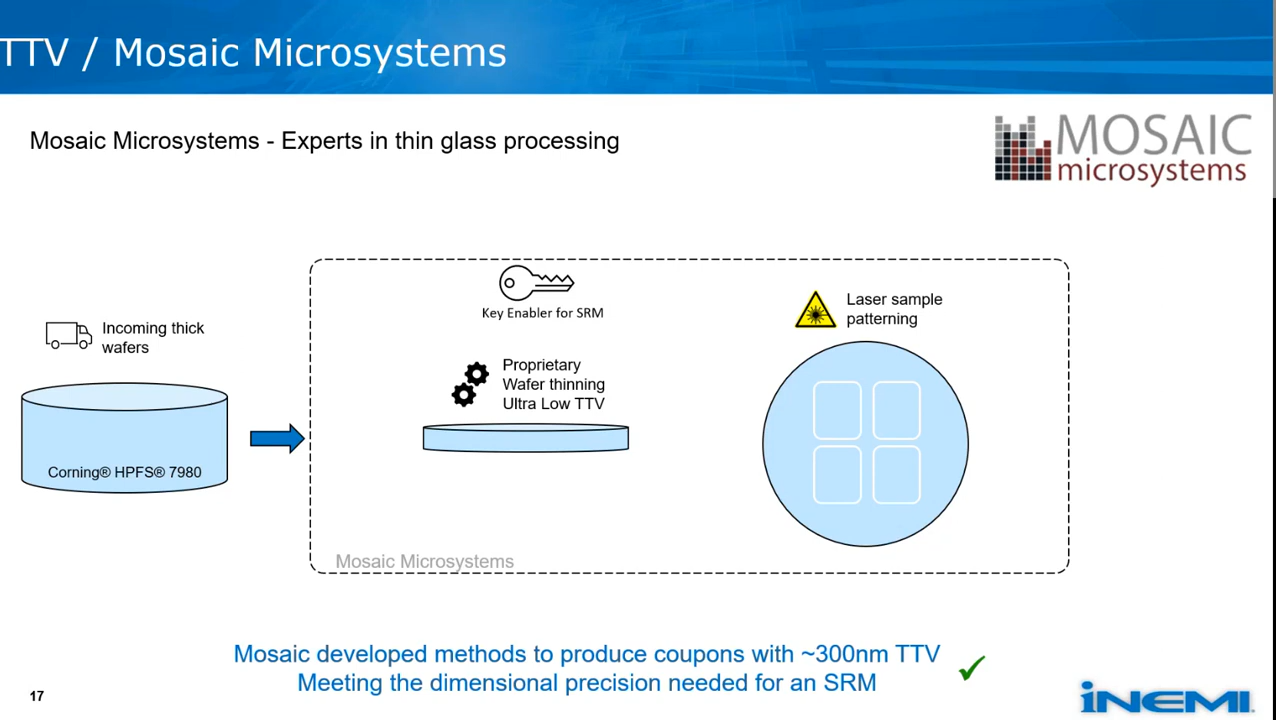 TTV / Mosaic Microsystems
Mosaic Microsystems - Experts in thin glass processing
MOSAIC
microsystems
Key Enabler for SRM
Incoming thick
wafers
Laser sample
patterning
Proprietary
Wafer thinning
Ultra Low TTV
Corning® HPFS® 7980
Mosaic Microsystems
Mosaic developed methods to produce coupons with ~300nm TTV
Meeting the dimensional precision needed for an SRM
17
iNEMI